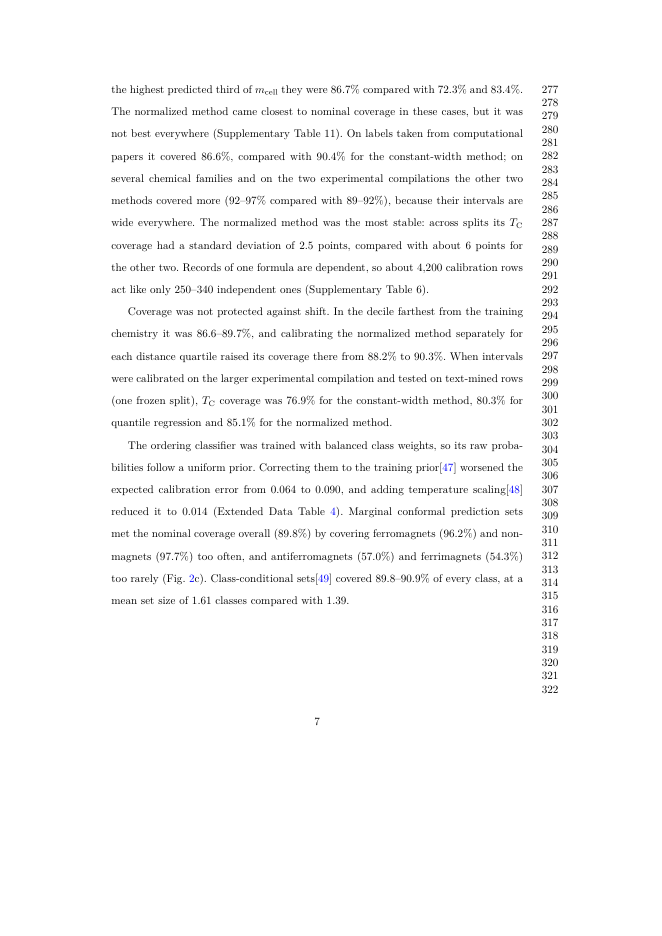 the highest predicted third of m_cell they were 86.7% compared with 72.3% and 83.4%.
The normalized method came closest to nominal coverage in these cases, but it was
not best everywhere (Supplementary Table 11). On labels taken from computational
papers it covered 86.6%, compared with 90.4% for the constant-width method; on
several chemical families and on the two experimental compilations the other two
methods covered more (92–97% compared with 89–92%), because their intervals are
wide everywhere. The normalized method was the most stable: across splits its T_C
coverage had a standard deviation of 2.5 points, compared with about 6 points for
the other two. Records of one formula are dependent, so about 4,200 calibration rows
act like only 250–340 independent ones (Supplementary Table 6).
Coverage was not protected against shift. In the decile farthest from the training
chemistry it was 86.6–89.7%, and calibrating the normalized method separately for
each distance quartile raised its coverage there from 88.2% to 90.3%. When intervals
were calibrated on the larger experimental compilation and tested on text-mined rows
(one frozen split), T_C coverage was 76.9% for the constant-width method, 80.3% for
quantile regression and 85.1% for the normalized method.
The ordering classifier was trained with balanced class weights, so its raw proba-
bilities follow a uniform prior. Correcting them to the training prior[47] worsened the
expected calibration error from 0.064 to 0.090, and adding temperature scaling[48]
reduced it to 0.014 (Extended Data Table 4). Marginal conformal prediction sets
met the nominal coverage overall (89.8%) by covering ferromagnets (96.2%) and non-
magnets (97.7%) too often, and antiferromagnets (57.0%) and ferrimagnets (54.3%)
too rarely (Fig. 2c). Class-conditional sets[49] covered 89.8–90.9% of every class, at a
mean set size of 1.61 classes compared with 1.39.
277
278
279
280
281
282
283
284
285
286
287
288
289
290
291
292
293
294
295
296
297
298
299
300
301
302
303
304
305
306
307
308
309
310
311
312
313
314
315
316
317
318
319
320
321
322
7